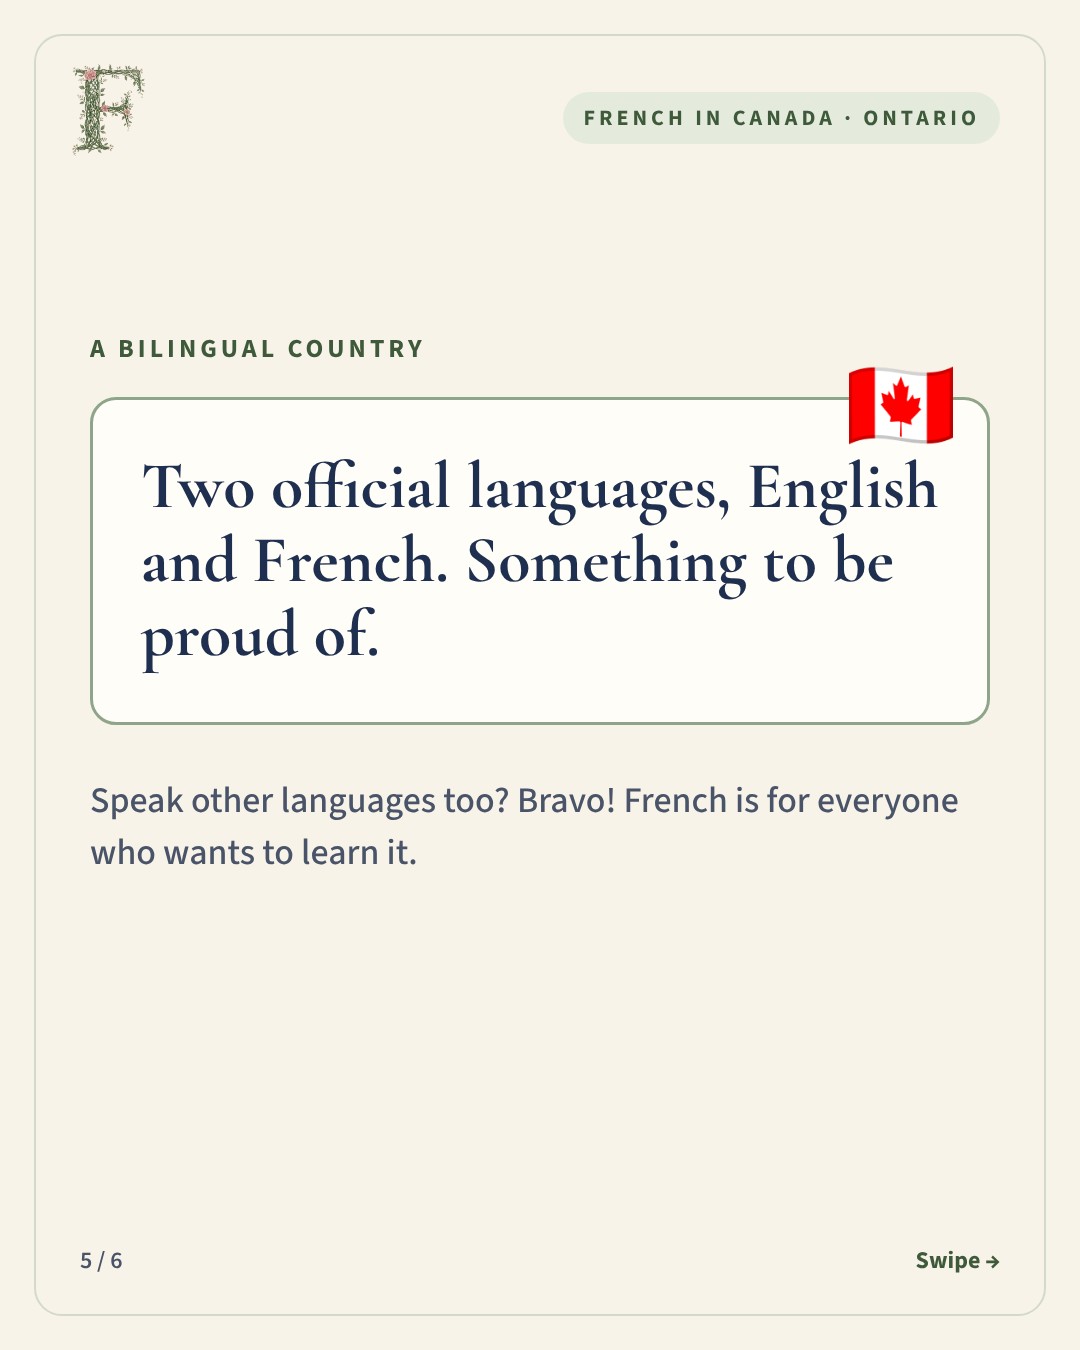 F
FRENCH IN CANADA · ONTARIO
A BILINGUAL COUNTRY
Two official languages, English
and French. Something to be
proud of.
Speak other languages too? Bravo! French is for everyone
who wants to learn it.
5 / 6
Swipe →